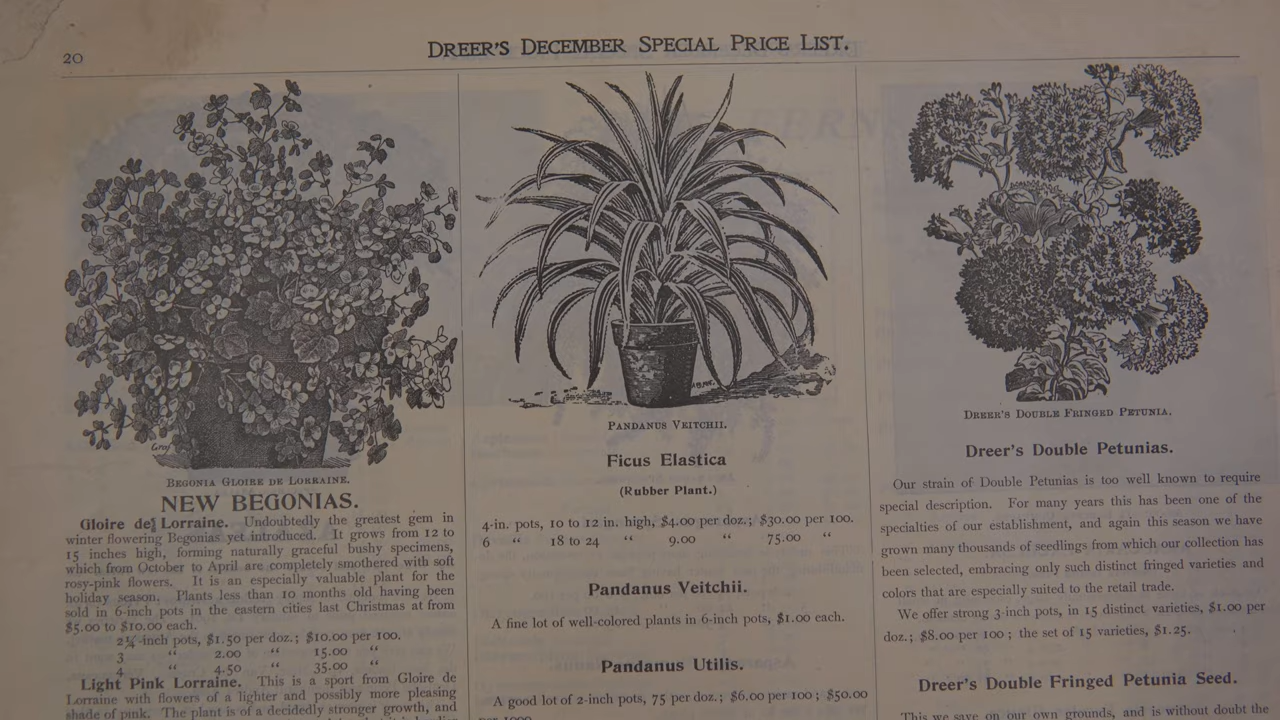 20
DREER'S DECEMBER SPECIAL PRICE LIST.
BEGONIA GLOIRE DE LORRAINE.
NEW BEGONIAS.
Gloire de Lorraine. Undoubtedly the greatest gem in
winter flowering Begonias yet introduced. It grows from 12 to
15 inches high, forming naturally graceful bushy specimens,
which from October to April are completely smothered with soft
rosy-pink flowers. It is an especially valuable plant for the
holiday season. Plants less than 10 months old having been
sold in 6-inch pots in the eastern cities last Christmas at from
$5.00 to $10.00 each.
2¼-inch pots, $1.50 per doz.; $10.00 per 100.
3 " 2.00 " 15.00 "
4 " 4.50 " 35.00 "
Light Pink Lorraine. This is a sport from Gloire de
Lorraine with flowers of a lighter and possibly more pleasing
shade of pink. The plant is of a decidedly stronger growth, and
PANDANUS VEITCHII.
Ficus Elastica
(Rubber Plant.)
4-in. pots, 10 to 12 in. high, $4.00 per doz.; $30.00 per 100.
6 " 18 to 24 " 9.00 " 75.00 "
Pandanus Veitchii.
A fine lot of well-colored plants in 6-inch pots, $1.00 each.
Pandanus Utilis.
A good lot of 2-inch pots, 75 per doz.; $6.00 per 100; $50.00
per 1000
DREER'S DOUBLE FRINGED PETUNIA.
Dreer's Double Petunias.
Our strain of Double Petunias is too well known to require
special description. For many years this has been one of the
specialties of our establishment, and again this season we have
grown many thousands of seedlings from which our collection has
been selected, embracing only such distinct fringed varieties and
colors that are especially suited to the retail trade.
We offer strong 3-inch pots, in 15 distinct varieties, $1.00 per
doz.; $8.00 per 100; the set of 15 varieties, $1.25.
Dreer's Double Fringed Petunia Seed.
This we save on our own grounds, and is without doubt the